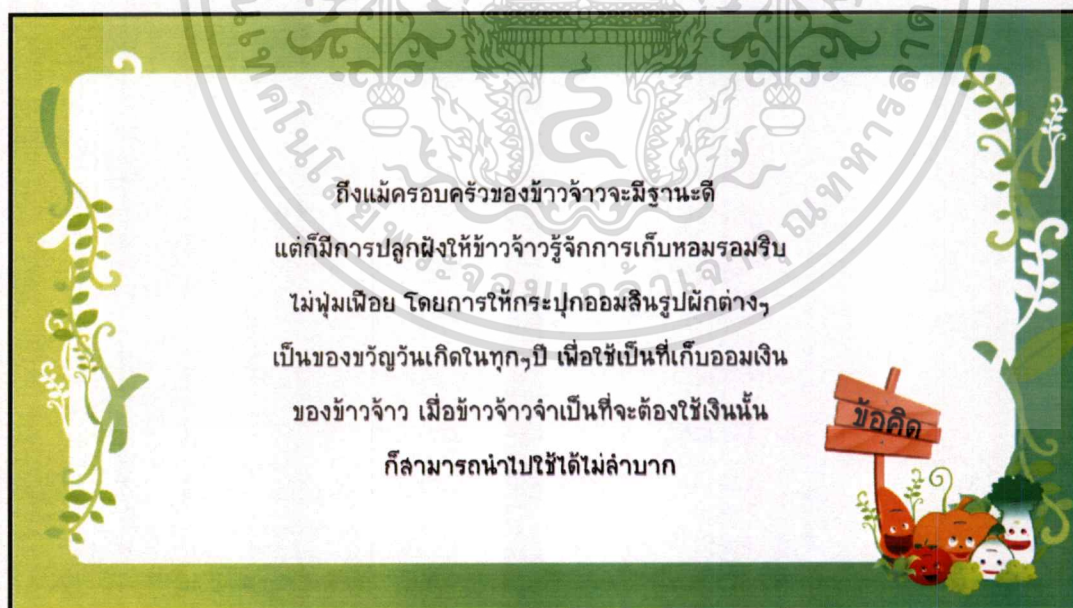 ถึงแม้ครอบครัวของข้าวจ้าวจะมีฐานะดี
แต่ก็มีการปลูกฝังให้ข้าวจ้าวรู้จักการเก็บหอมรอมริบ
ไม่ฟุ่มเฟือย โดยการให้กระปุกออมสินรูปผักต่างๆ
เป็นของขวัญวันเกิดในทุกๆปี เพื่อใช้เป็นที่เก็บออมเงิน
ของข้าวจ้าว เมื่อข้าวจ้าวจำเป็นที่จะต้องใช้เงินนั้น
ก็สามารถนำไปใช้ได้ไม่ลำบาก
ข้อคิด